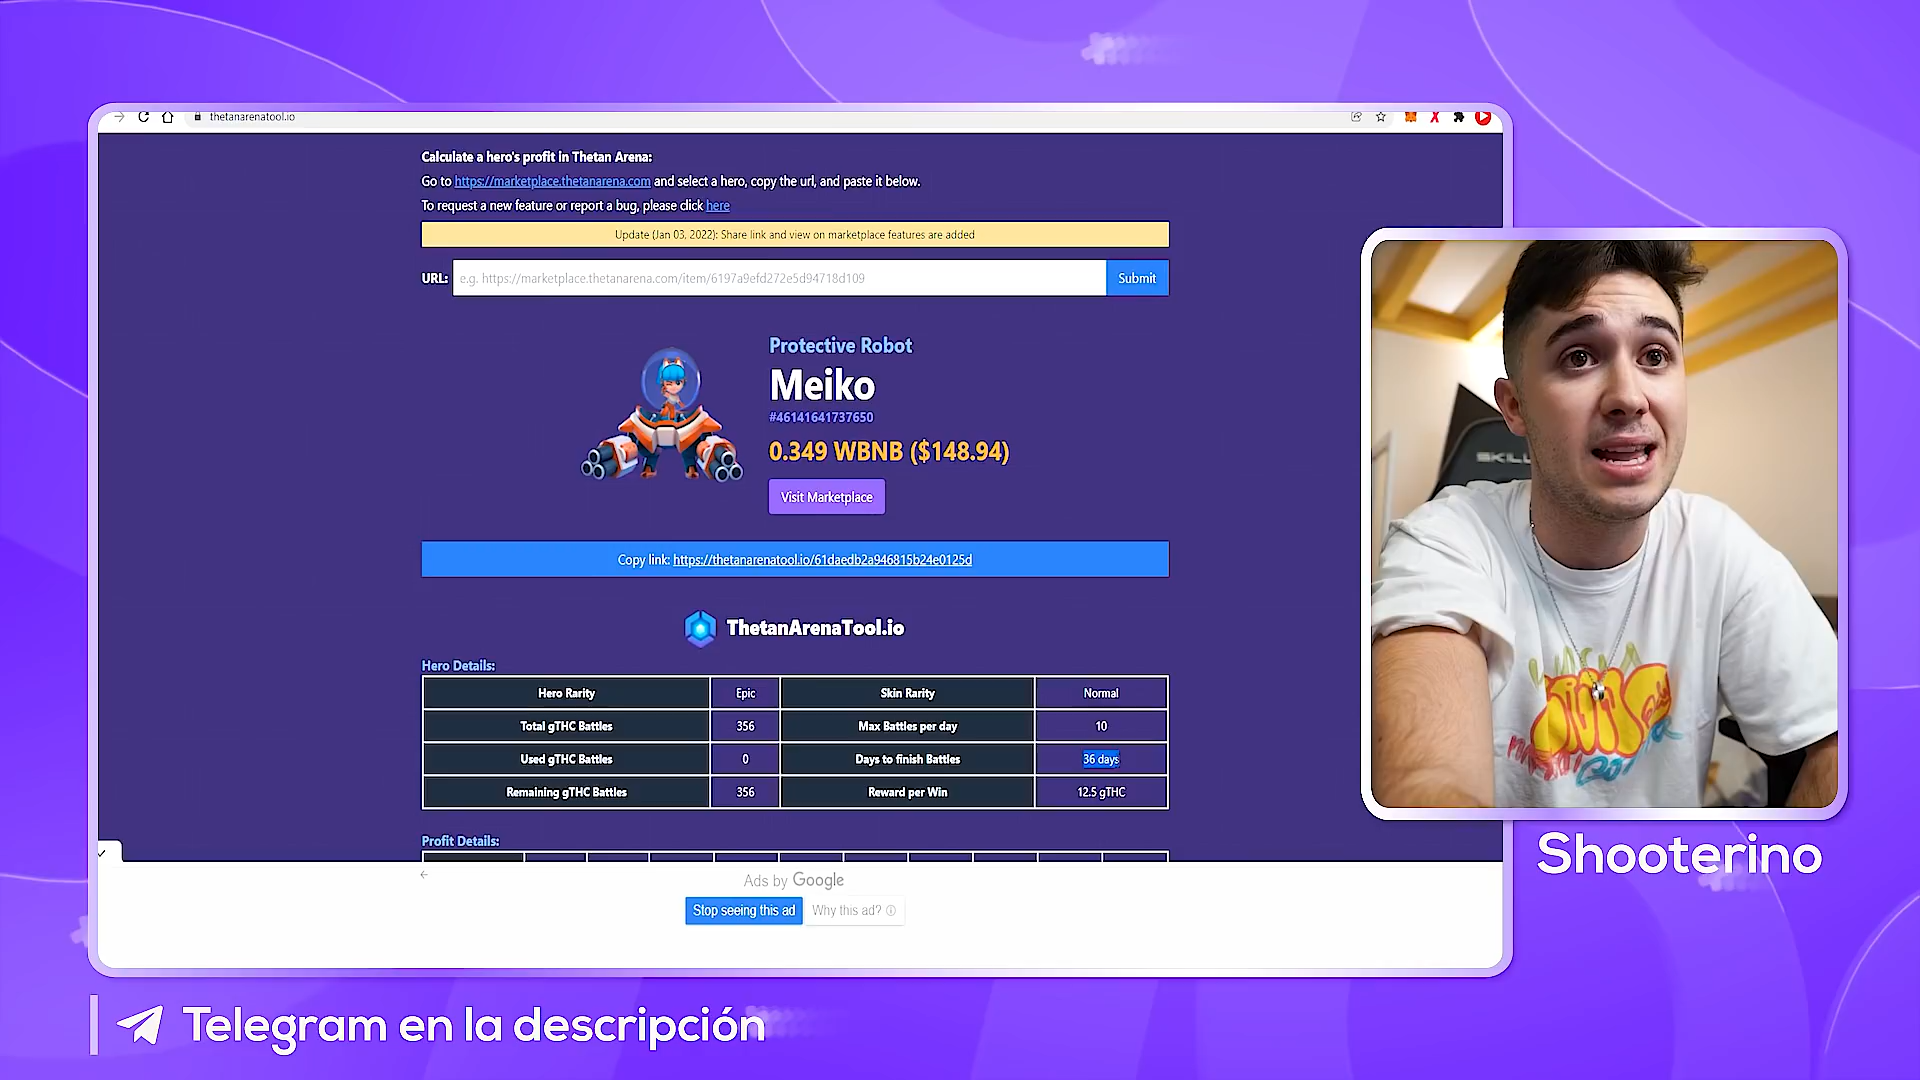 thetanarenatool.io
Calculate a hero's profit in Thetan Arena:
Go to https://marketplace.thetanarena.com and select a hero, copy the url, and paste it below.
To request a new feature or report a bug, please click here
Update (Jan 03, 2022): Share link and view on marketplace features are added
URL: e.g. https://marketplace.thetanarena.com/item/6197a9efd272e5d94718d109 Submit
Protective Robot
Meiko
#46141641737650
0.349 WBNB ($148.94)
Visit Marketplace
Copy link: https://thetanarenatool.io/61daedb2a946815b24e0125d
ThetanArenaTool.io
Hero Details:
Hero Rarity Epic Skin Rarity Normal
Total gTHC Battles 356 Max Battles per day 10
Used gTHC Battles 0 Days to finish Battles 36 days
Remaining gTHC Battles 356 Reward per Win 12.5 gTHC
Profit Details:
Ads by Google
Stop seeing this ad Why this ad?
SKILL
Shooterino
Telegram en la descripción